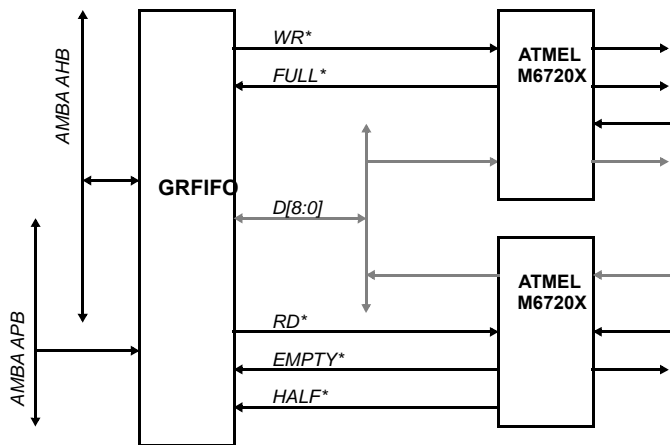 AMBA AHB
AMBA APB
GRFIFO
WR*
FULL*
D[8:0]
RD*
EMPTY*
HALF*
ATMEL
M6720X
ATMEL
M6720X